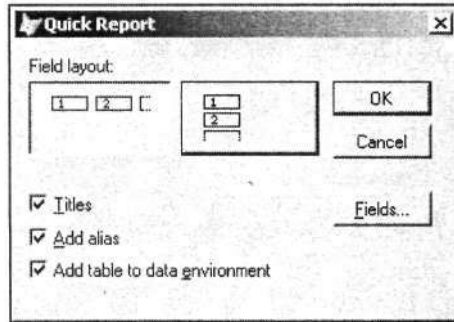 Quick Report
Field layout:
1 2
1
2
OK
Cancel
Titles
Add alias
Add table to data environment
Fields...